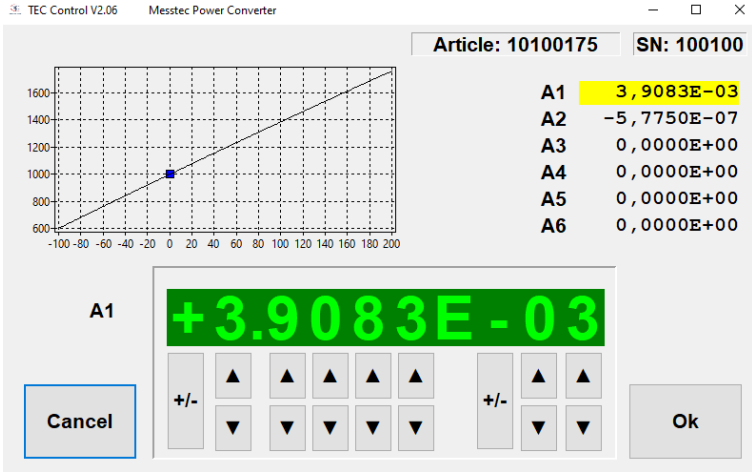 TEC Control V2.06 Messtec Power Converter
Article: 10100175 SN: 100100
1600
1400
1200
1000
800
600
-100 -80 -60 -40 -20 0 20 40 60 80 100 120 140 160 180 200
A1 3,9083E-03
A2 -5,7750E-07
A3 0,0000E+00
A4 0,0000E+00
A5 0,0000E+00
A6 0,0000E+00
A1
+3.9083E-03
+/-
+/-
Cancel
Ok